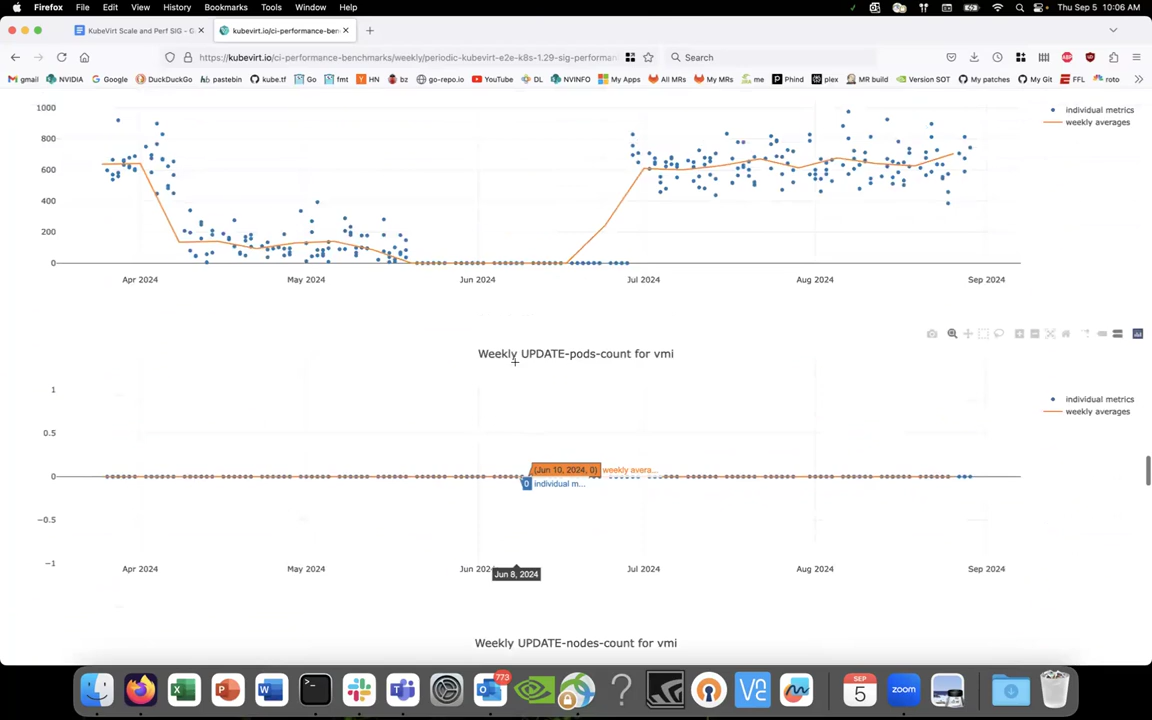 Firefox File Edit View History Bookmarks Tools Window Help Thu Sep 5 10:06 AM
KubeVirt Scale and Perf SIG - G kubevirt.io/ci-performance-ben
https://kubevirt.io/ci-performance-benchmarks/weekly/periodic-kubevirt-e2e-k8s-1.29-sig-performan Search
gmail NVIDIA Google DuckDuckGo pastebin kube.tf Go fmt HN bz go-repo.io YouTube DL NVINFO My Apps All MRs My MRs me Phind plex MR build Version SOT My patches My Git FFL roto
1000
800
600
400
200
0
Apr 2024 May 2024 Jun 2024 Jul 2024 Aug 2024 Sep 2024
individual metrics
weekly averages
Weekly UPDATE-pods-count for vmi
1
0.5
0
−0.5
−1
individual metrics
weekly averages
(Jun 10, 2024, 0) weekly avera...
0 individual m...
Apr 2024 May 2024 Jun 2024 Jul 2024 Aug 2024 Sep 2024
Jun 8, 2024
Weekly UPDATE-nodes-count for vmi
773
SEP
5
zoom